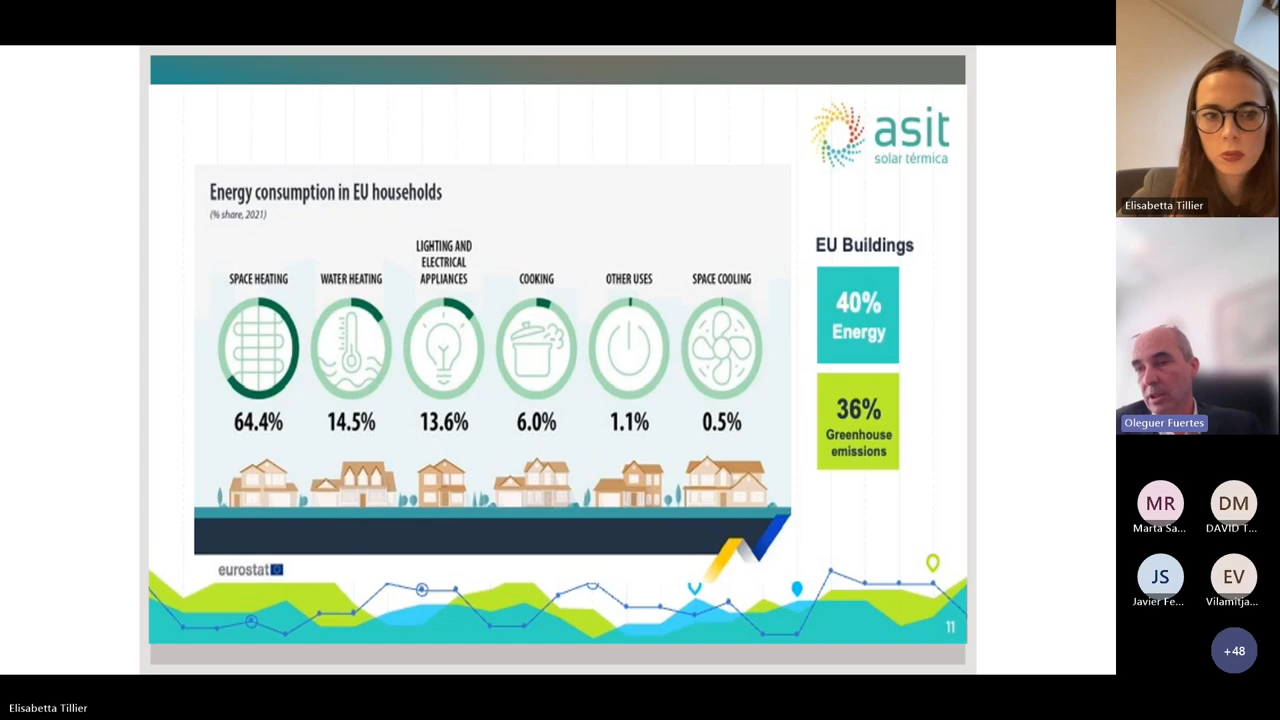 asit
solar térmica
Energy consumption in EU households
(% share, 2021)
SPACE HEATING
WATER HEATING
LIGHTING AND
ELECTRICAL
APPLIANCES
COOKING
OTHER USES
SPACE COOLING
64.4%
14.5%
13.6%
6.0%
1.1%
0.5%
EU Buildings
40%
Energy
36%
Greenhouse
emissions
eurostat
11
Elisabetta Tillier
Oleguer Fuertes
MR
Marta Sa...
DM
DAVID T...
JS
Javier Fe...
EV
Vilamitja...
+48
Elisabetta Tillier